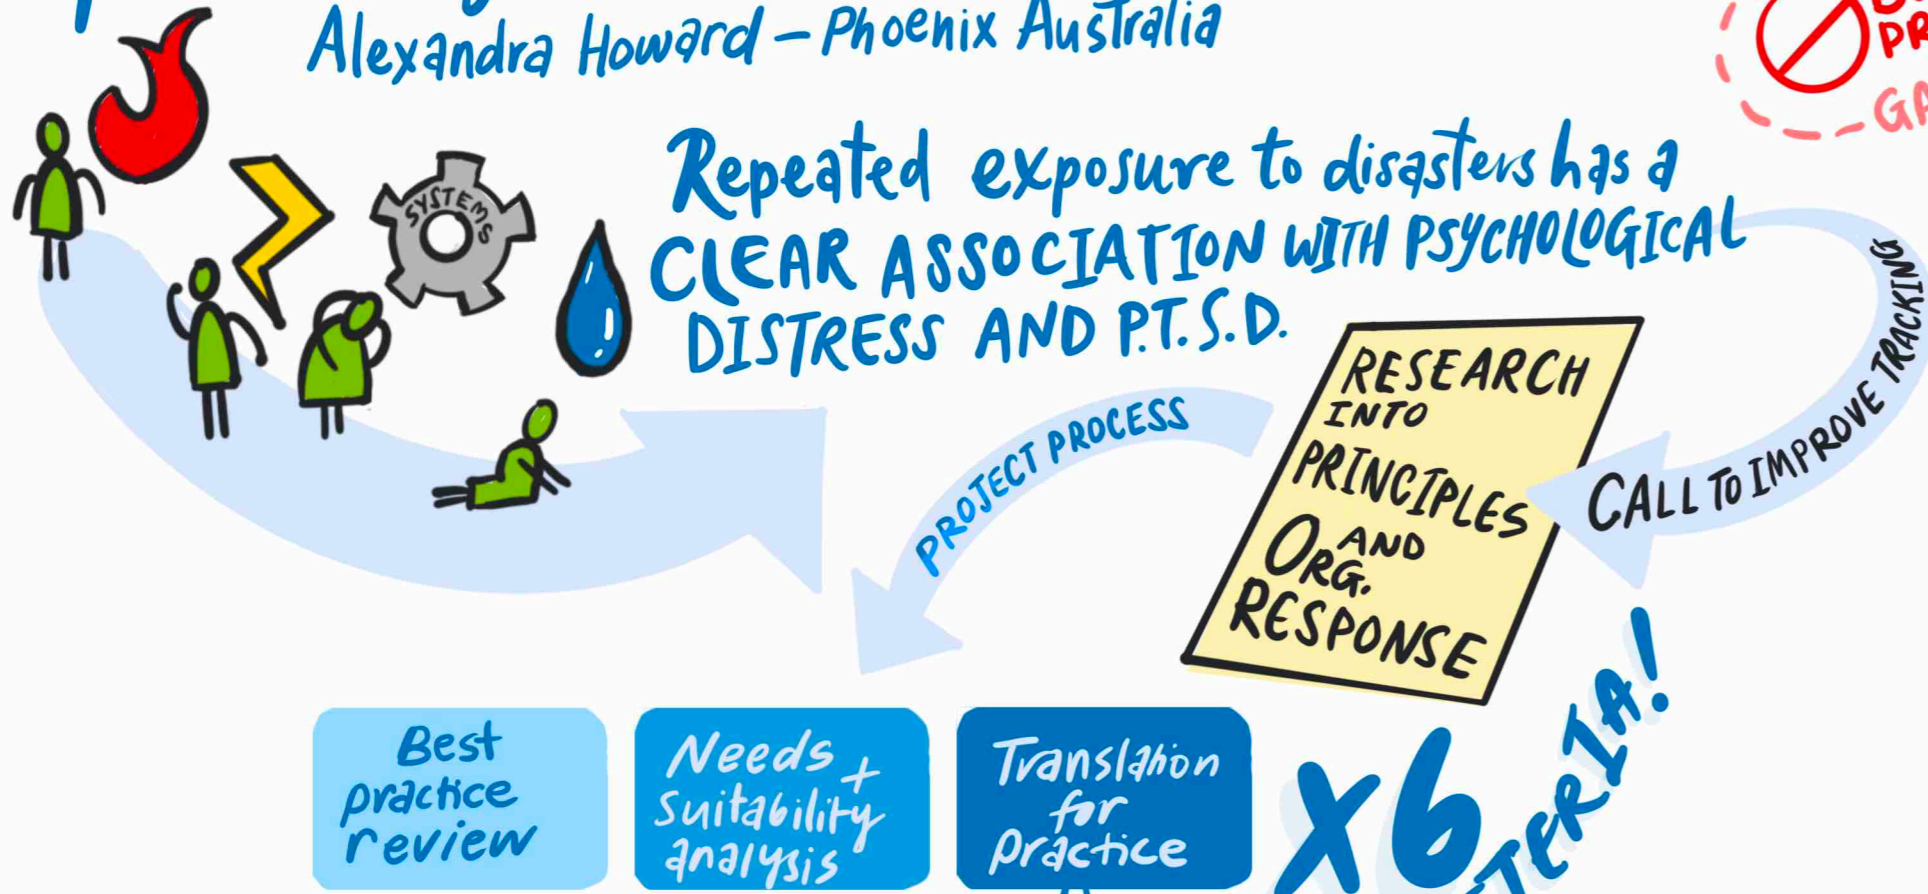 Alexandra Howard – Phoenix Australia
SYSTEMS
Repeated exposure to disasters has a
CLEAR ASSOCIATION WITH PSYCHOLOGICAL
DISTRESS AND P.T.S.D.
CALL TO IMPROVE TRACKING
RESEARCH
INTO
PRINCIPLES
AND
ORG.
RESPONSE
PROJECT PROCESS
Best
practice
review
Needs +
suitability
analysis
Translation
for
practice
x6